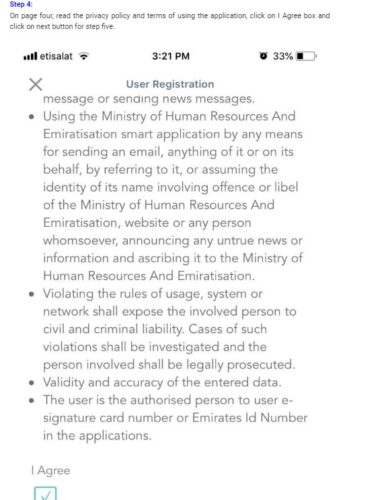 Step 4:
On page four, read the privacy policy and terms of using the application, click on I Agree box and
click on next button for step five.
etisalat 3:21 PM 33%
User Registration
message or sending news messages.
• Using the Ministry of Human Resources And
Emiratisation smart application by any means
for sending an email, anything of it or on its
behalf, by referring to it, or assuming the
identity of its name involving offence or libel
of the Ministry of Human Resources And
Emiratisation, website or any person
whomsoever, announcing any untrue news or
information and ascribing it to the Ministry of
Human Resources And Emiratisation.
• Violating the rules of usage, system or
network shall expose the involved person to
civil and criminal liability. Cases of such
violations shall be investigated and the
person involved shall be legally prosecuted.
• Validity and accuracy of the entered data.
• The user is the authorised person to user e-
signature card number or Emirates Id Number
in the applications.
I Agree